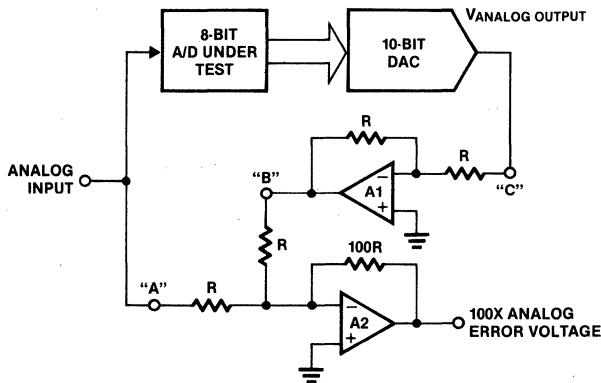 VANALOG OUTPUT
8-BIT
A/D UNDER
TEST
10-BIT
DAC
R
R
ANALOG
INPUT
“B”
A1
−
+
“C”
R
100R
“A”
R
A2
−
+
100X ANALOG
ERROR VOLTAGE